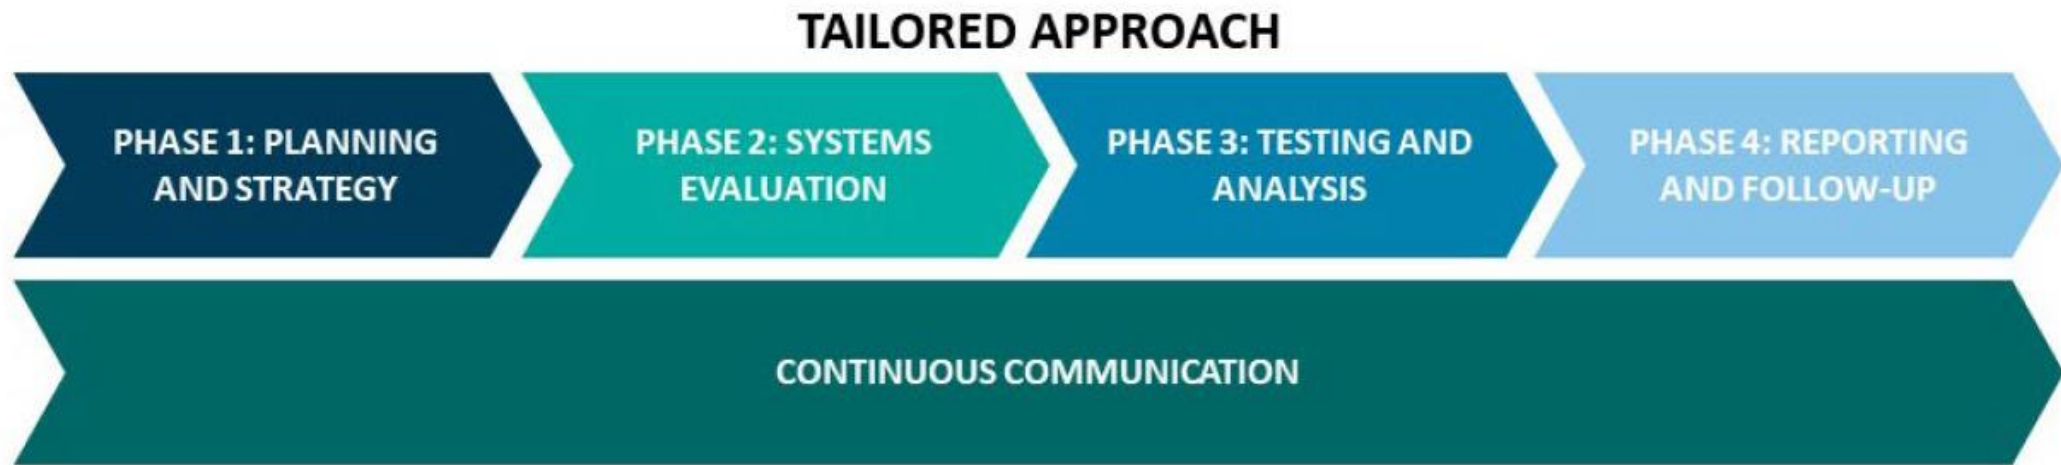 TAILORED APPROACH
PHASE 1: PLANNING
AND STRATEGY
PHASE 2: SYSTEMS
EVALUATION
PHASE 3: TESTING AND
ANALYSIS
PHASE 4: REPORTING
AND FOLLOW-UP
CONTINUOUS COMMUNICATION